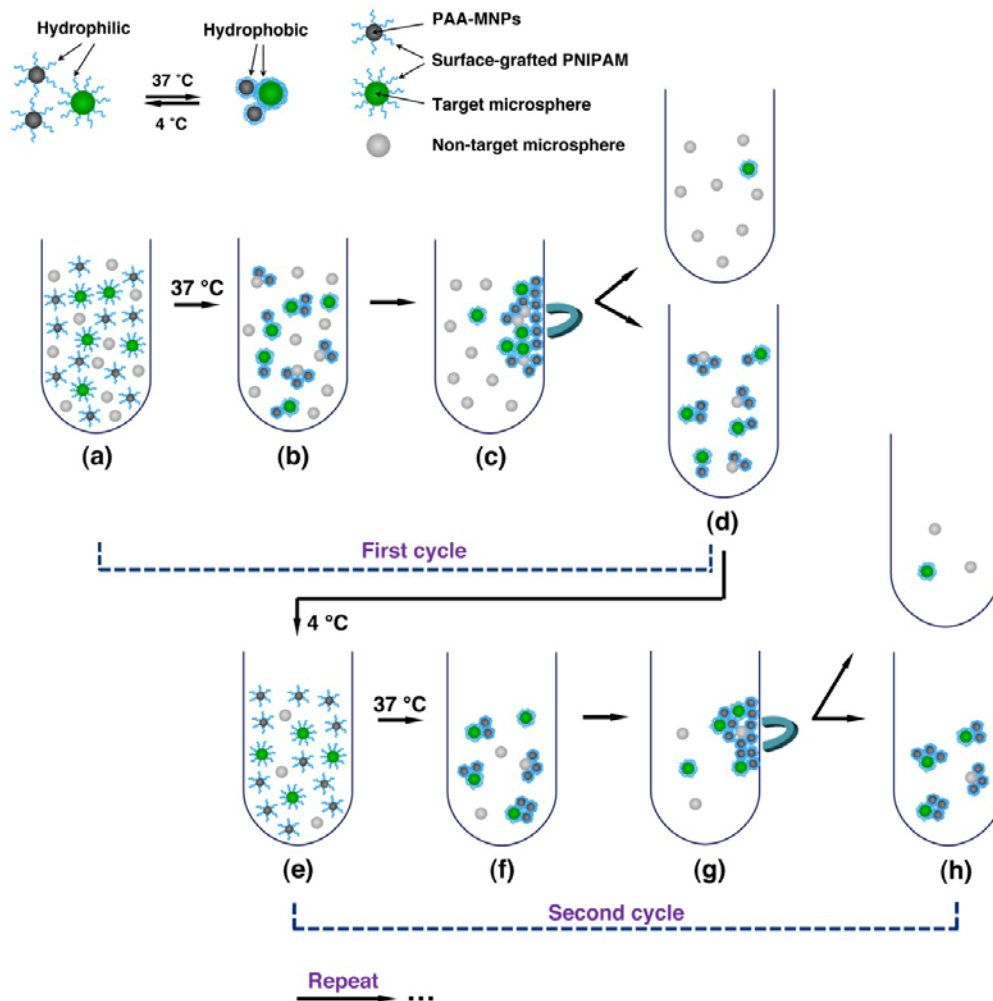 Hydrophilic
Hydrophobic
37 ˚C
4 ˚C
PAA-MNPs
Surface-grafted PNIPAM
Target microsphere
Non-target microsphere
37 °C
(a)
(b)
(c)
(d)
First cycle
4 °C
37 °C
(e)
(f)
(g)
(h)
Second cycle
Repeat
...